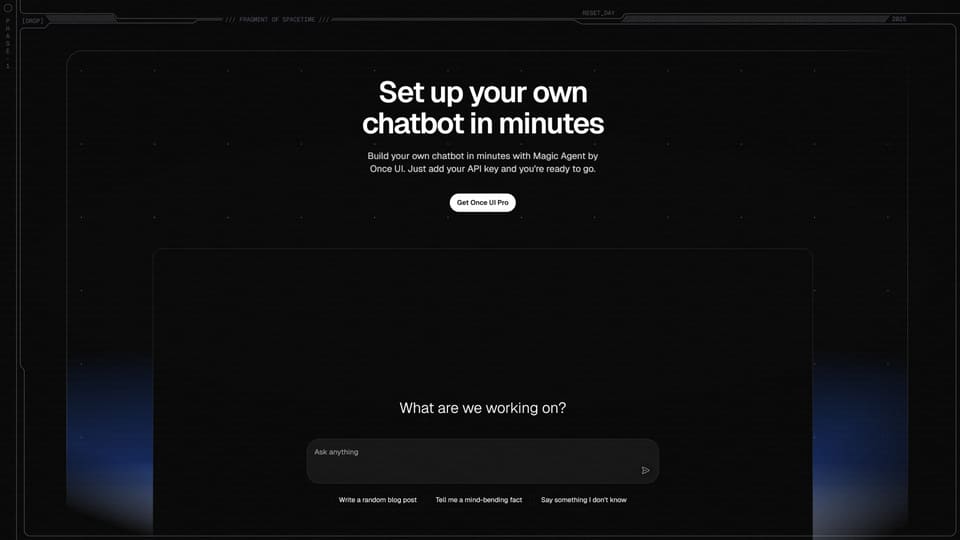 [DROP]
/// FRAGMENT OF SPACETIME ///
RESET_DAY
2025
PHASE-1
Set up your own
chatbot in minutes
Build your own chatbot in minutes with Magic Agent by
Once UI. Just add your API key and you're ready to go.
Get Once UI Pro
What are we working on?
Ask anything
Write a random blog post
Tell me a mind-bending fact
Say something I don't know